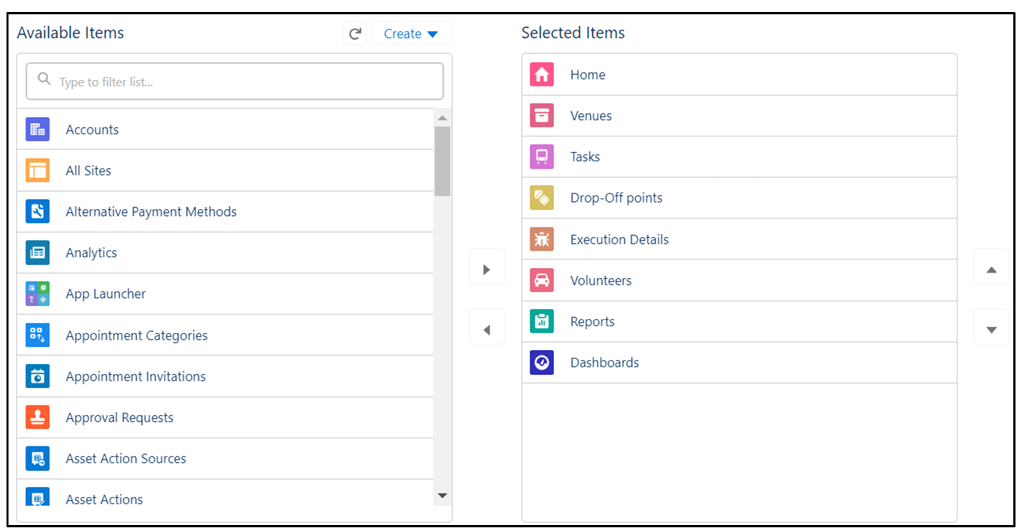 Available Items
Create
Type to filter list...
Accounts
All Sites
Alternative Payment Methods
Analytics
App Launcher
Appointment Categories
Appointment Invitations
Approval Requests
Asset Action Sources
Asset Actions
Selected Items
Home
Venues
Tasks
Drop-Off points
Execution Details
Volunteers
Reports
Dashboards